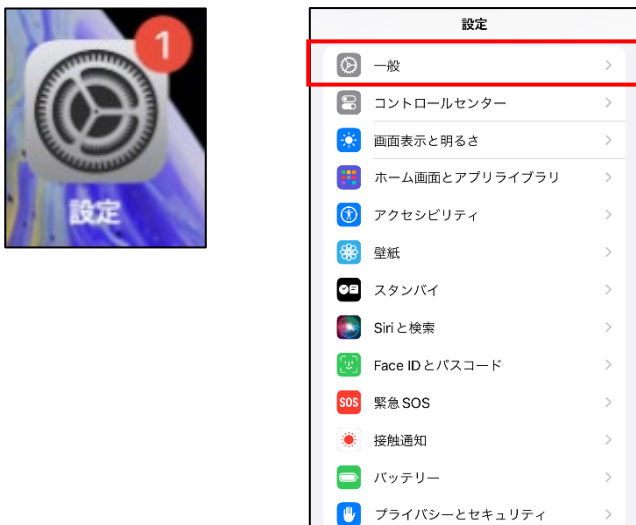 1
設定
設定
一般
コントロールセンター
画面表示と明るさ
ホーム画面とアプリライブラリ
アクセシビリティ
壁紙
スタンバイ
Siriと検索
Face IDとパスコード
SOS
緊急SOS
接触通知
バッテリー
プライバシーとセキュリティ